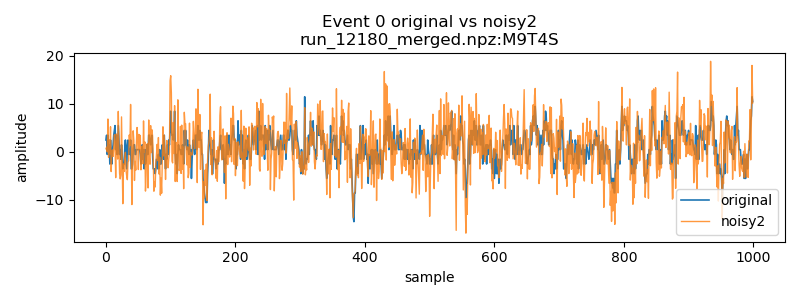 Event 0 original vs noisy2
run_12180_merged.npz:M9T4S
20
10
0
−10
amplitude
0
200
400
600
800
1000
sample
original
noisy2